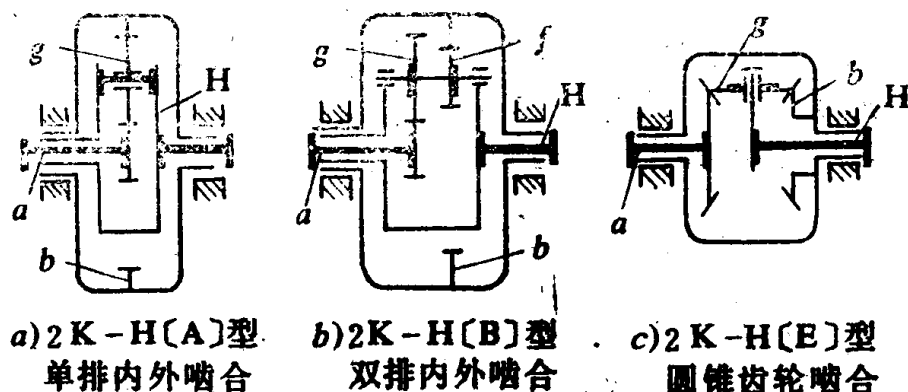 g
H
a
b
g
f
H
a
b
g
b
H
a
a)2K-H〔A〕型
单排内外啮合
b)2K-H〔B〕型
双排内外啮合
c)2K-H〔E〕型
圆锥齿轮啮合